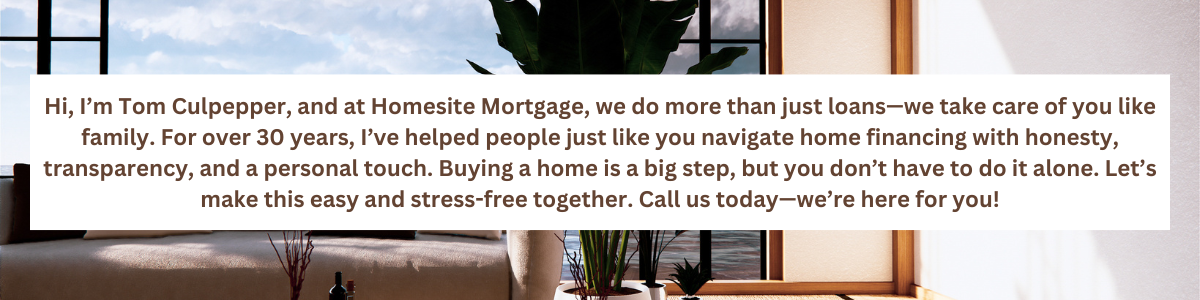 Hi, I’m Tom Culpepper, and at Homesite Mortgage, we do more than just loans—we take care of you like
family. For over 30 years, I’ve helped people just like you navigate home financing with honesty,
transparency, and a personal touch. Buying a home is a big step, but you don’t have to do it alone. Let’s
make this easy and stress-free together. Call us today—we’re here for you!